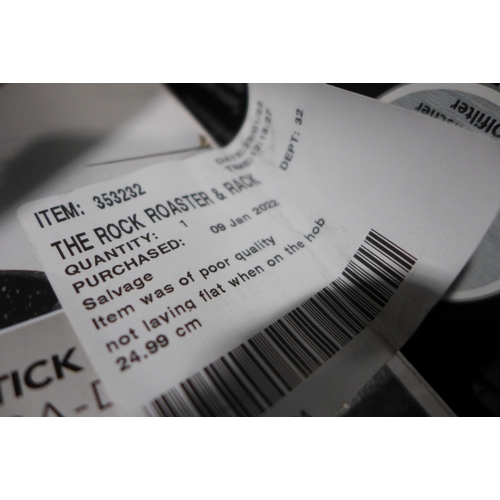 ITEM: 353232
DEPT: 32
THE ROCK ROASTER & RACK
QUANTITY: 1
PURCHASED: 09 Jan 2022
Salvage
Item was of poor quality
not laying flat when on the hob
24.99 cm
TICK